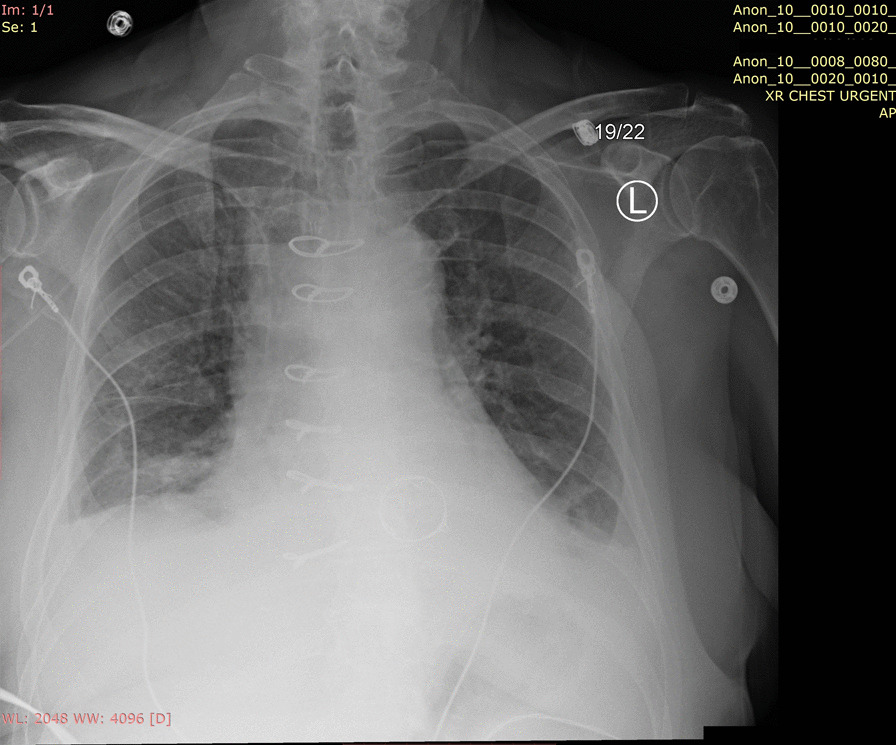 Im: 1/1
Se: 1
Anon_10__0010_0010_
Anon_10__0010_0020_
Anon_10__0008_0080_
Anon_10__0020_0010_
XR CHEST URGENT
AP
19/22
L
WL: 2048 WW: 4096 [D]